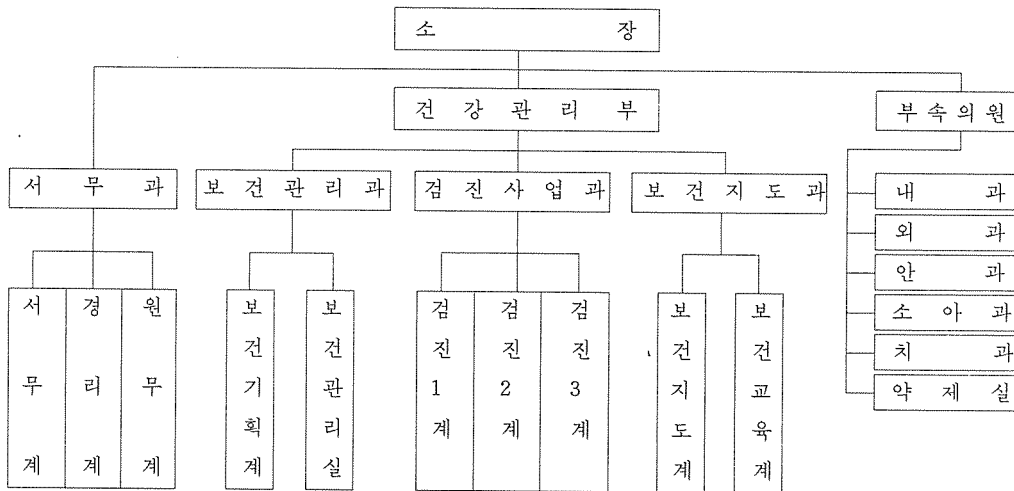 소 장
건 강 관 리 부
부 속 의 원
서 무 과
보 건 관 리 과
검 진 사 업 과
보 건 지 도 과
서 무 계
경 리 계
원 무 계
보 건 기 획 계
보 건 관 리 실
검 진 1 계
검 진 2 계
검 진 3 계
보 건 지 도 계
보 건 교 육 계
내 과
외 과
안 과
소 아 과
치 과
약 제 실